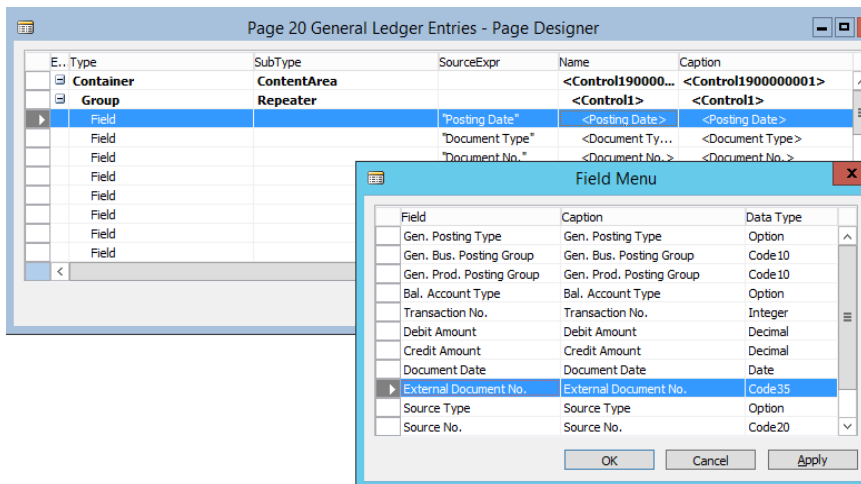 Page 20 General Ledger Entries - Page Designer
E.. Type SubType SourceExpr Name Caption
Container ContentArea <Control190000... <Control1900000001>
Group Repeater <Control1> <Control1>
Field "Posting Date" <Posting Date> <Posting Date>
Field "Document Type" <Document Ty... <Document Type>
Field "Document No." <Document No.> <Document No.>
Field
Field
Field
Field
Field
Field Menu
Field Caption Data Type
Gen. Posting Type Gen. Posting Type Option
Gen. Bus. Posting Group Gen. Bus. Posting Group Code10
Gen. Prod. Posting Group Gen. Prod. Posting Group Code10
Bal. Account Type Bal. Account Type Option
Transaction No. Transaction No. Integer
Debit Amount Debit Amount Decimal
Credit Amount Credit Amount Decimal
Document Date Document Date Date
External Document No. External Document No. Code35
Source Type Source Type Option
Source No. Source No. Code20
OK Cancel Apply